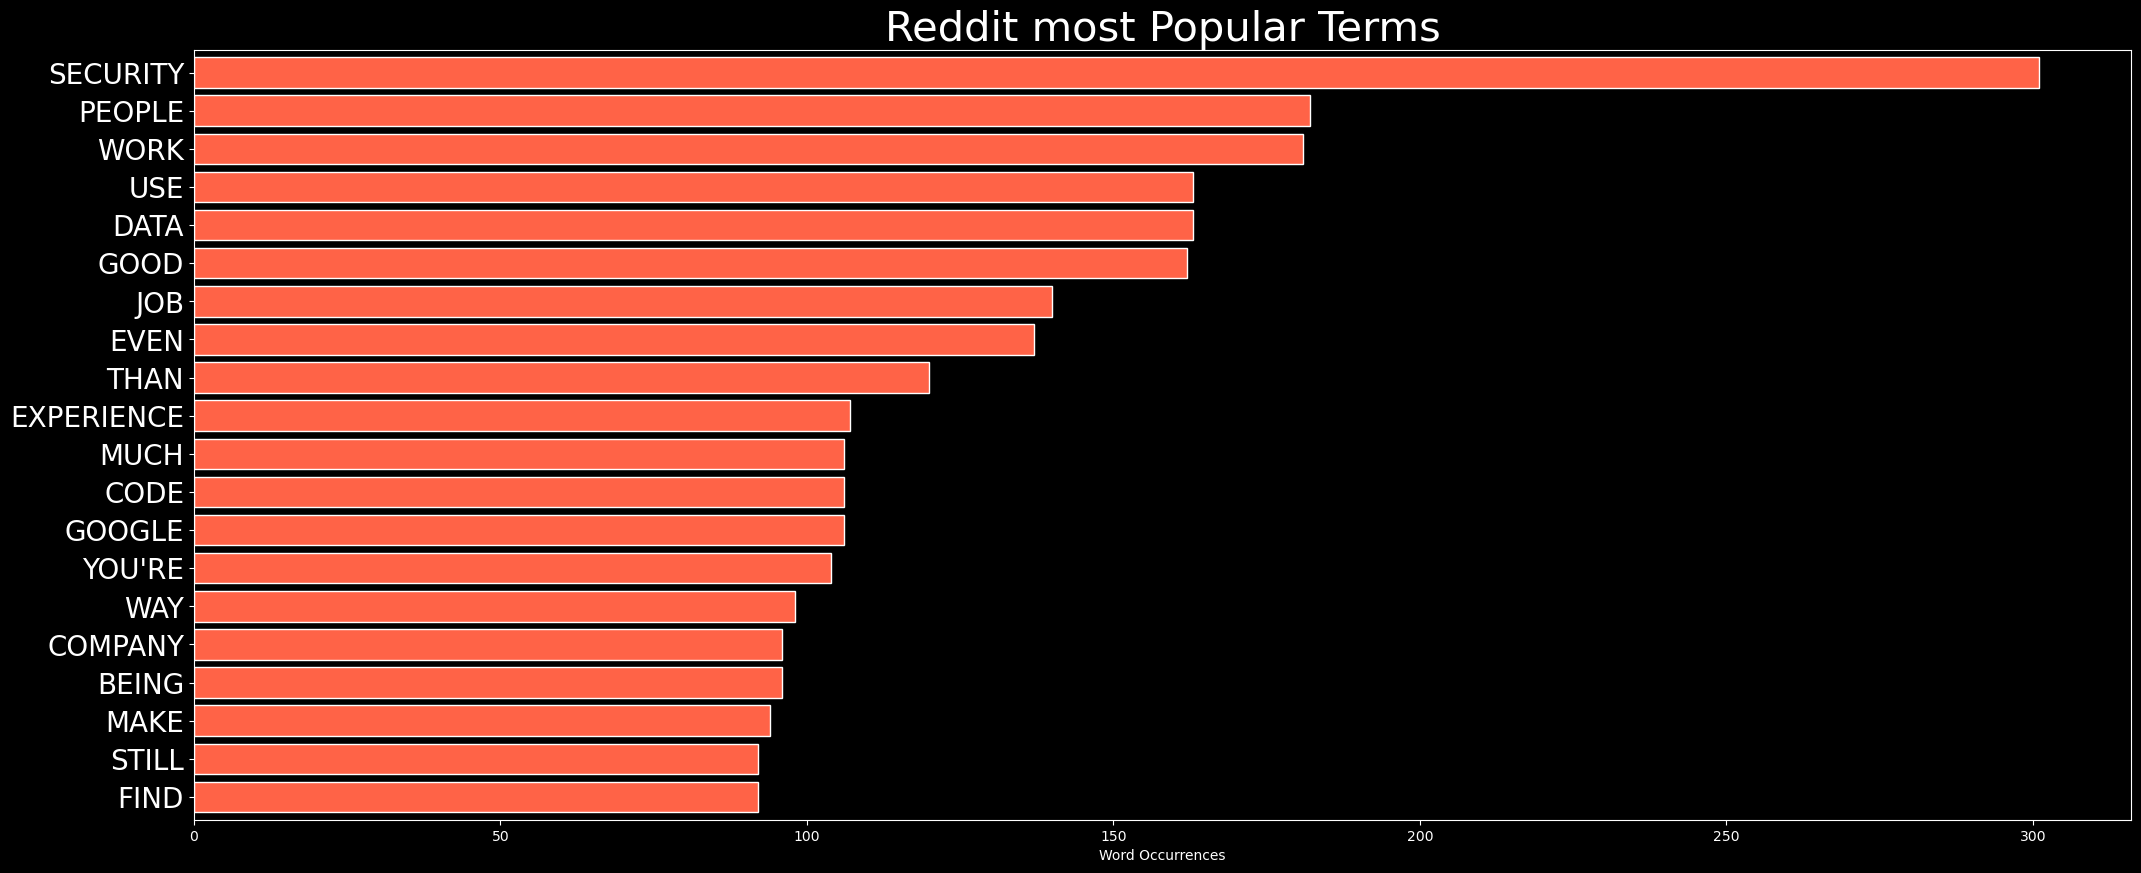 Reddit most Popular Terms
SECURITY
PEOPLE
WORK
USE
DATA
GOOD
JOB
EVEN
THAN
EXPERIENCE
MUCH
CODE
GOOGLE
YOU'RE
WAY
COMPANY
BEING
MAKE
STILL
FIND
0 50 100 150 200 250 300
Word Occurrences